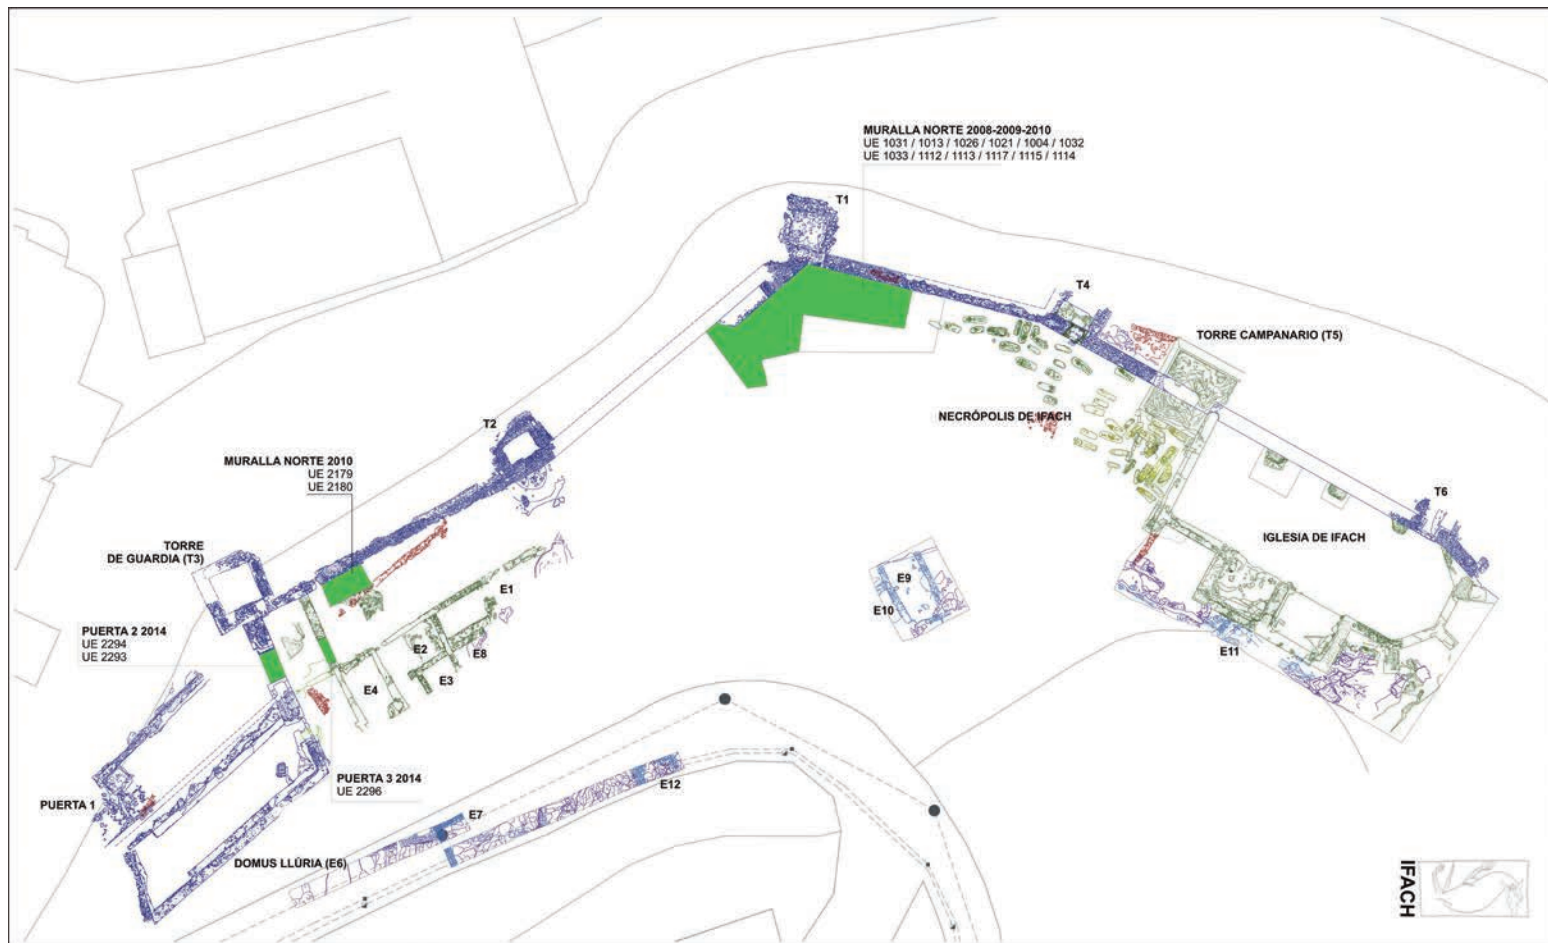 MURALLA NORTE 2008-2009-2010
UE 1031 / 1013 / 1026 / 1021 / 1004 / 1032
UE 1033 / 1112 / 1113 / 1117 / 1115 / 1114
T1
T4
TORRE CAMPANARIO (T5)
NECRÓPOLIS DE IFACH
T2
MURALLA NORTE 2010
UE 2179
UE 2180
T6
IGLESIA DE IFACH
TORRE
DE GUARDIA (T3)
E9
E10
E1
PUERTA 2 2014
UE 2294
UE 2293
E2
E8
E3
E4
E11
PUERTA 3 2014
UE 2296
PUERTA 1
E12
E7
DOMUS LLÚRIA (E6)
IFACH